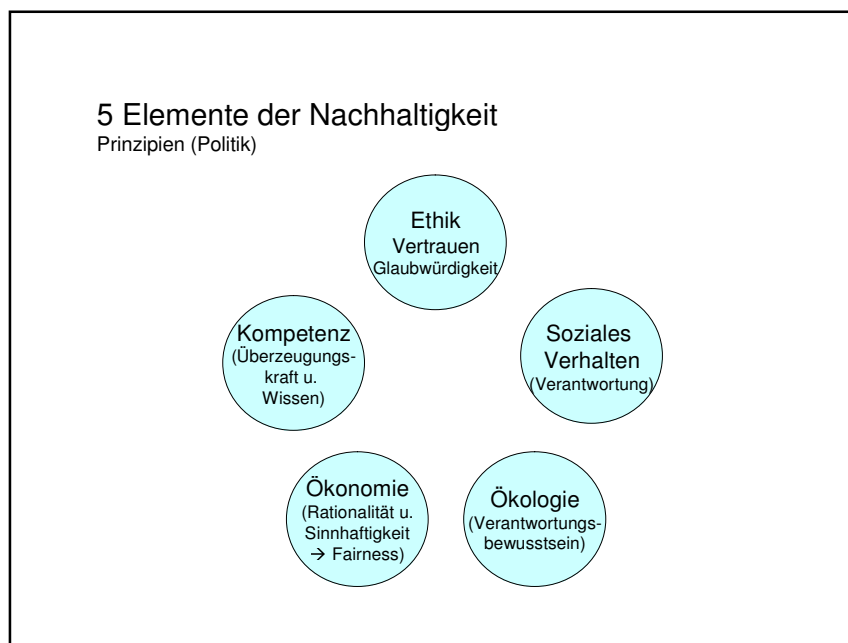 5 Elemente der Nachhaltigkeit
Prinzipien (Politik)
Ethik
Vertrauen
Glaubwürdigkeit
Kompetenz
(Überzeugungs-
kraft u.
Wissen)
Soziales
Verhalten
(Verantwortung)
Ökonomie
(Rationalität u.
Sinnhaftigkeit
→ Fairness)
Ökologie
(Verantwortungs-
bewusstsein)